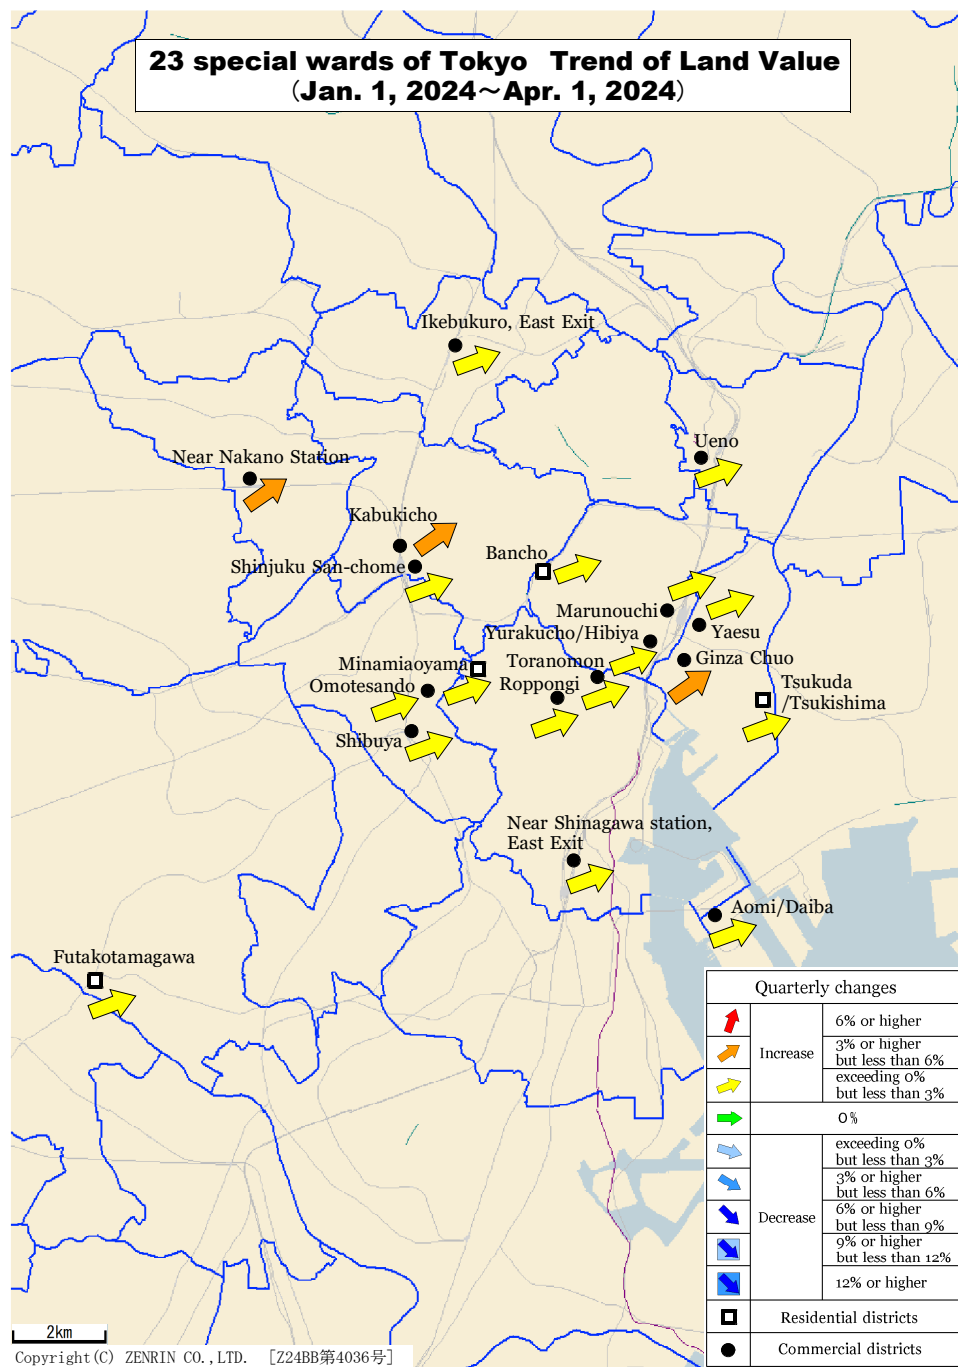 23 special wards of Tokyo Trend of Land Value
(Jan. 1, 2024～Apr. 1, 2024)
Ikebukuro, East Exit
Ueno
Near Nakano Station
Kabukicho
Shinjuku San-chome
Bancho
Marunouchi
Yaesu
Yurakucho/Hibiya
Ginza Chuo
Minamiaoyama
Toranomon
Omotesando
Roppongi
Tsukuda
/Tsukishima
Shibuya
Near Shinagawa station,
East Exit
Aomi/Daiba
Futakotamagawa
Quarterly changes
Increase
6% or higher
3% or higher
but less than 6%
exceeding 0%
but less than 3%
0%
Decrease
exceeding 0%
but less than 3%
3% or higher
but less than 6%
6% or higher
but less than 9%
9% or higher
but less than 12%
12% or higher
Residential districts
Commercial districts
2km
Copyright(C) ZENRIN CO.,LTD. [Z24BB第4036号]